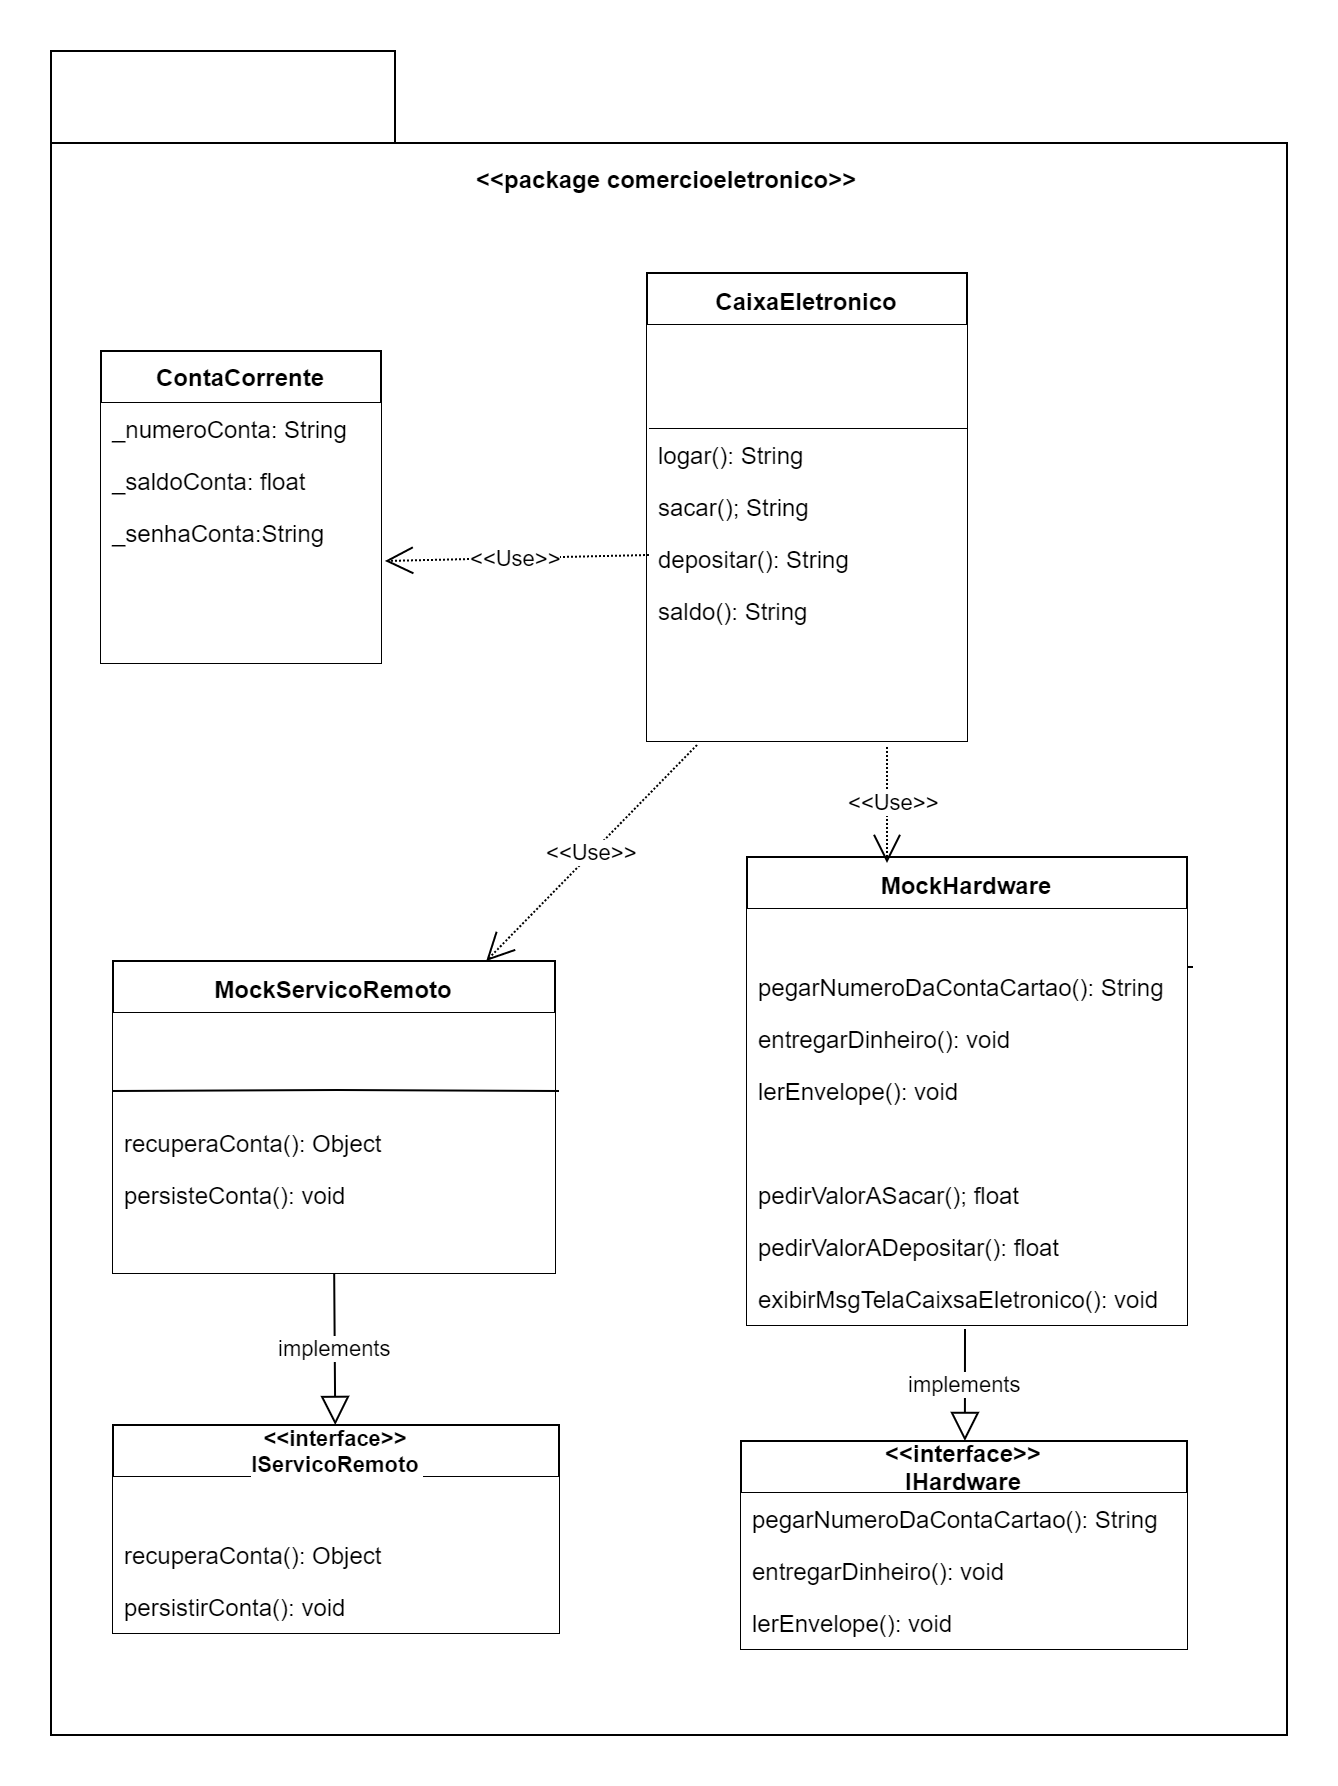 <<package comercioeletronico>>
CaixaEletronico
logar(): String
sacar(); String
depositar(): String
saldo(): String
ContaCorrente
_numeroConta: String
_saldoConta: float
_senhaConta:String
<<Use>>
<<Use>>
<<Use>>
MockHardware
pegarNumeroDaContaCartao(): String
entregarDinheiro(): void
lerEnvelope(): void
pedirValorASacar(); float
pedirValorADepositar(): float
exibirMsgTelaCaixsaEletronico(): void
MockServicoRemoto
recuperaConta(): Object
persisteConta(): void
implements
implements
<<interface>>
IServicoRemoto
recuperaConta(): Object
persistirConta(): void
<<interface>>
IHardware
pegarNumeroDaContaCartao(): String
entregarDinheiro(): void
lerEnvelope(): void